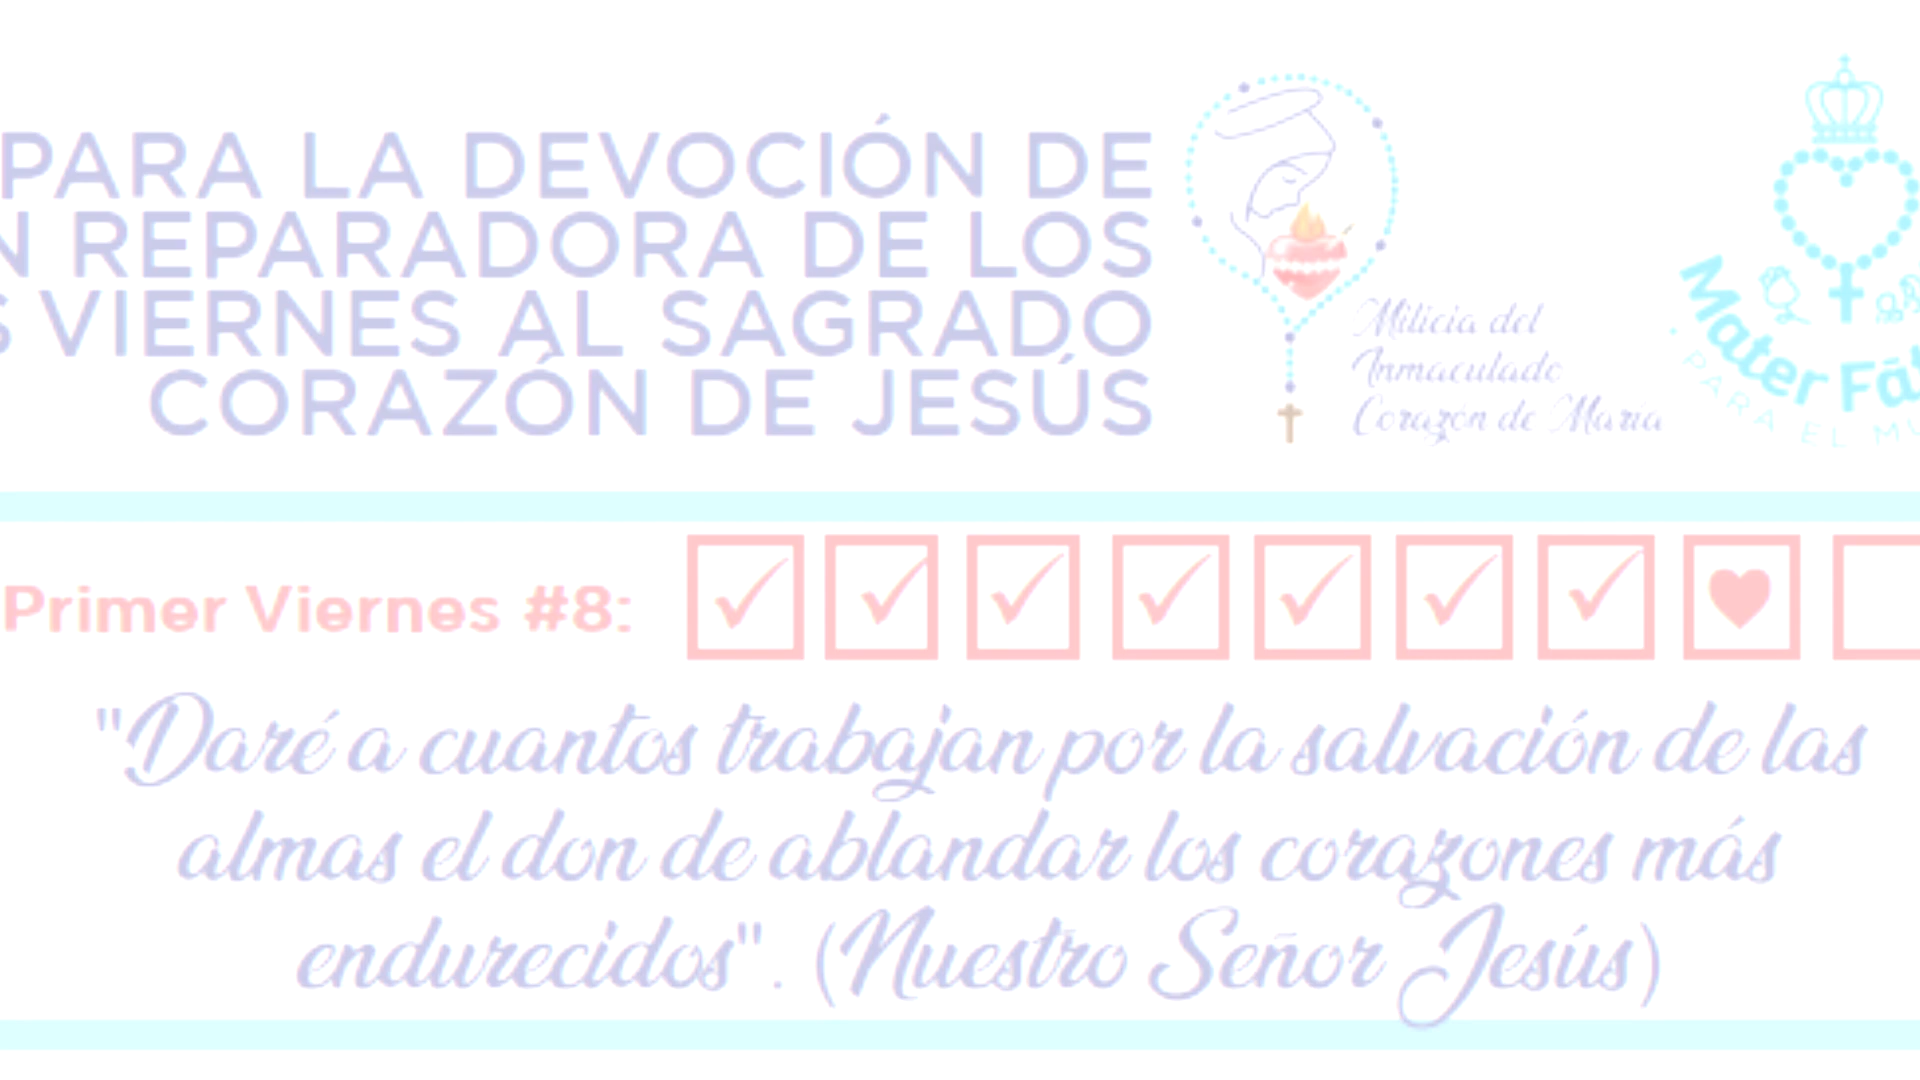 PARA LA DEVOCIÓN DE
N REPARADORA DE LOS
S VIERNES AL SAGRADO
CORAZÓN DE JESÚS
Milicia del
Inmaculado
Corazón de María
Mater Fát
PARA EL MU
Primer Viernes #8:
"Daré a cuantos trabajan por la salvación de las
almas el don de ablandar los corazones más
endurecidos". (Nuestro Señor Jesús)